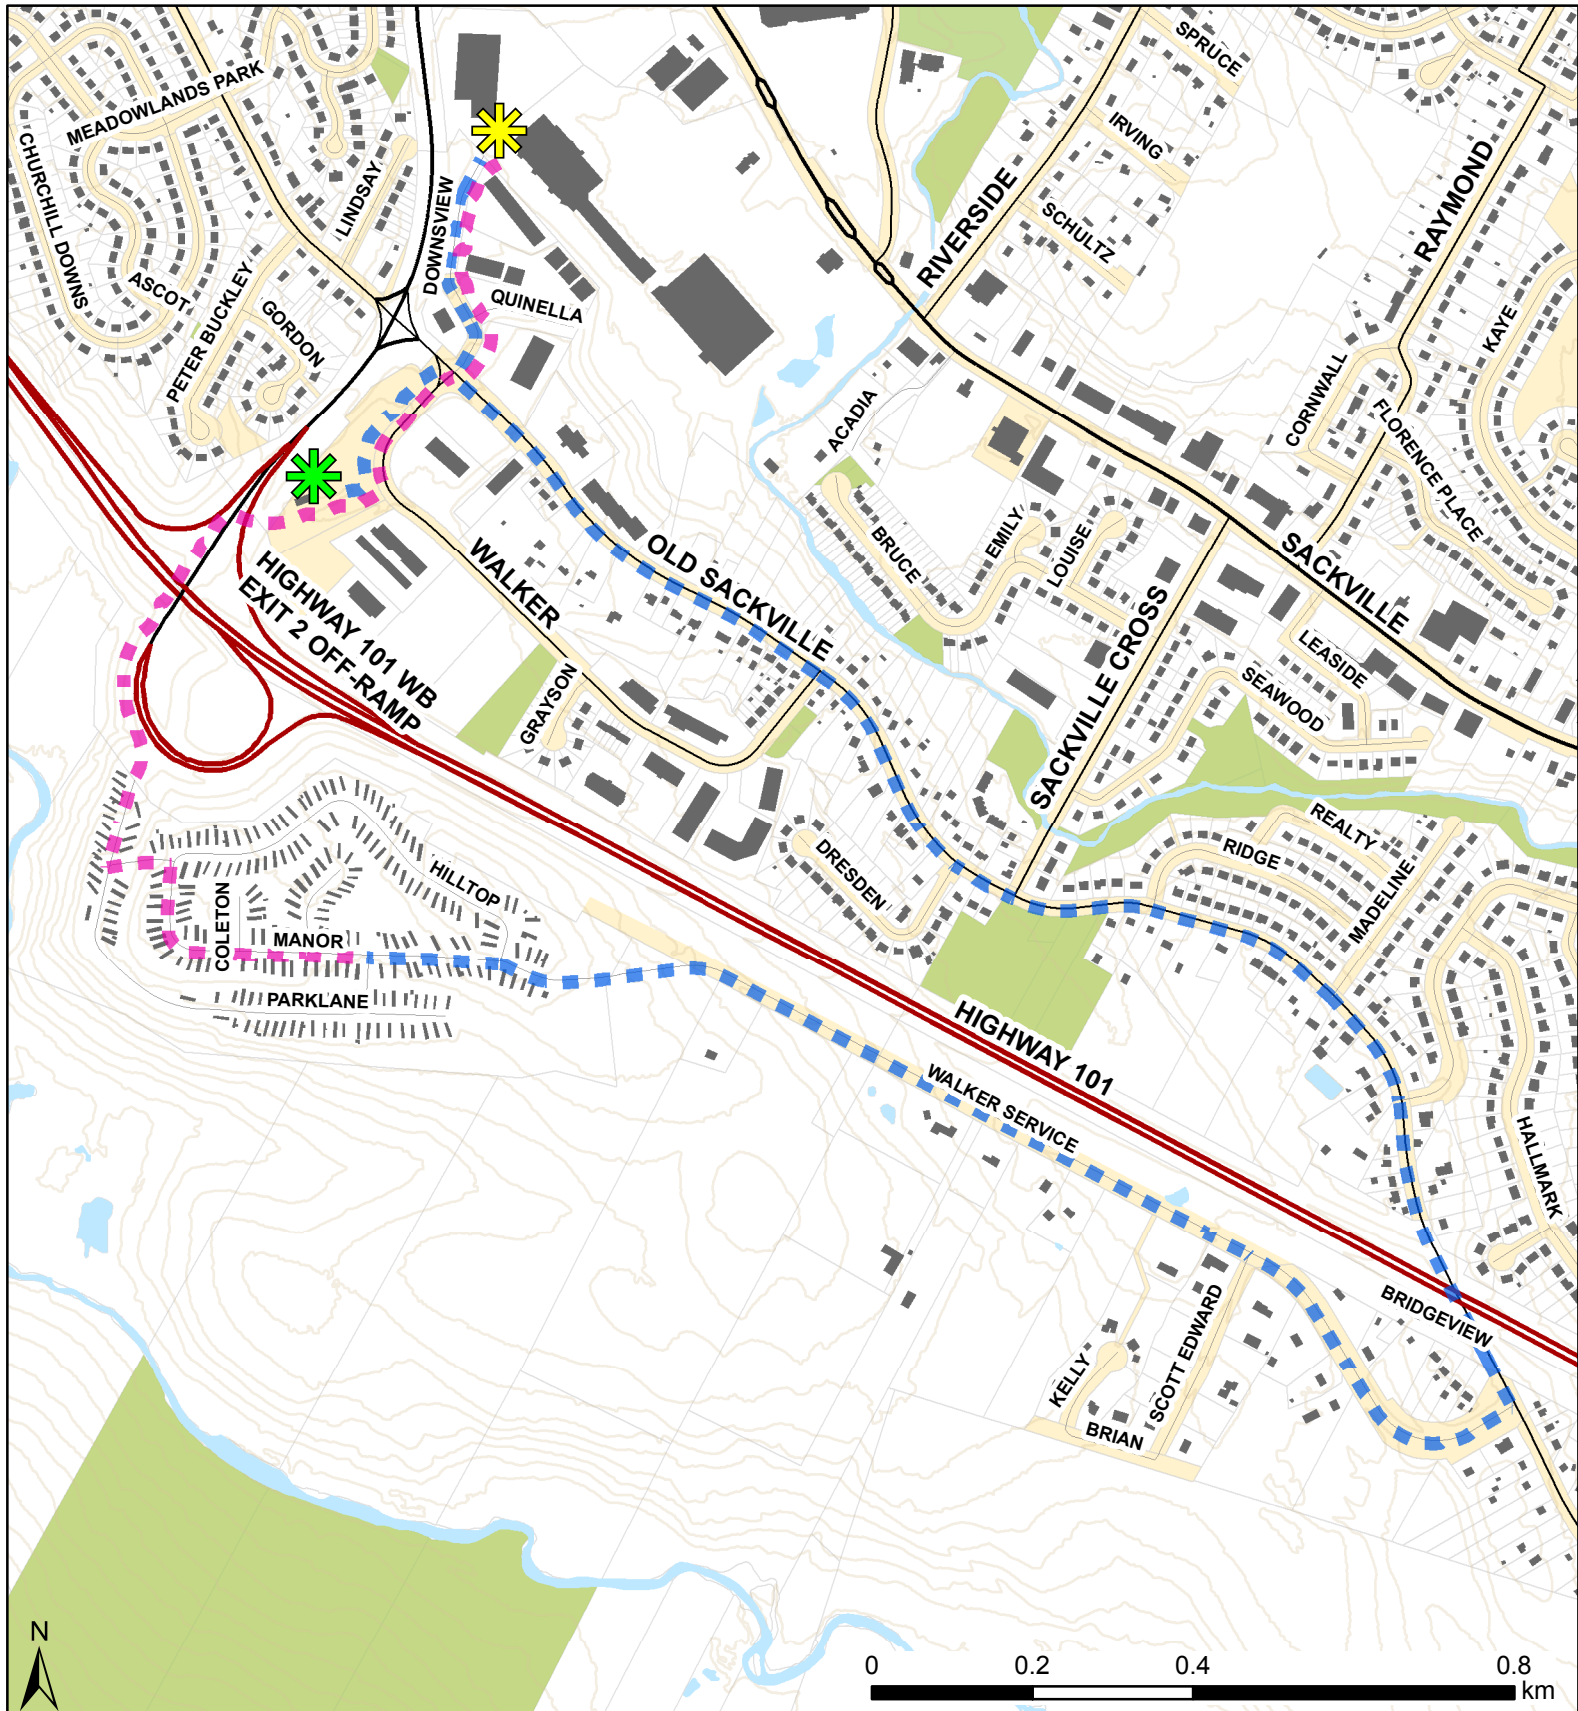 SPRUCE
MEADOWLANDS PARK
IRVING
CHURCHILL DOWNS
LINDSAY
DOWNSVIEW
RIVERSIDE
SCHULTZ
RAYMOND
ASCOT
PETER BUCKLEY
GORDON
QUINELLA
KAYE
CORNWALL
ACADIA
FLORENCE PLACE
BRUCE
EMILY
LOUISE
SACKVILLE
HIGHWAY 101 WB
EXIT 2 OFF-RAMP
WALKER
OLD SACKVILLE
SACKVILLE CROSS
LEASIDE
SEAWOOD
GRAYSON
REALTY
RIDGE
MADELINE
DRESDEN
HILLTOP
COLETON
MANOR
PARKLANE
HIGHWAY 101
WALKER SERVICE
HALLMARK
BRIDGEVIEW
KELLY
SCOTT EDWARD
BRIAN
N
0 0.2 0.4 0.8
km